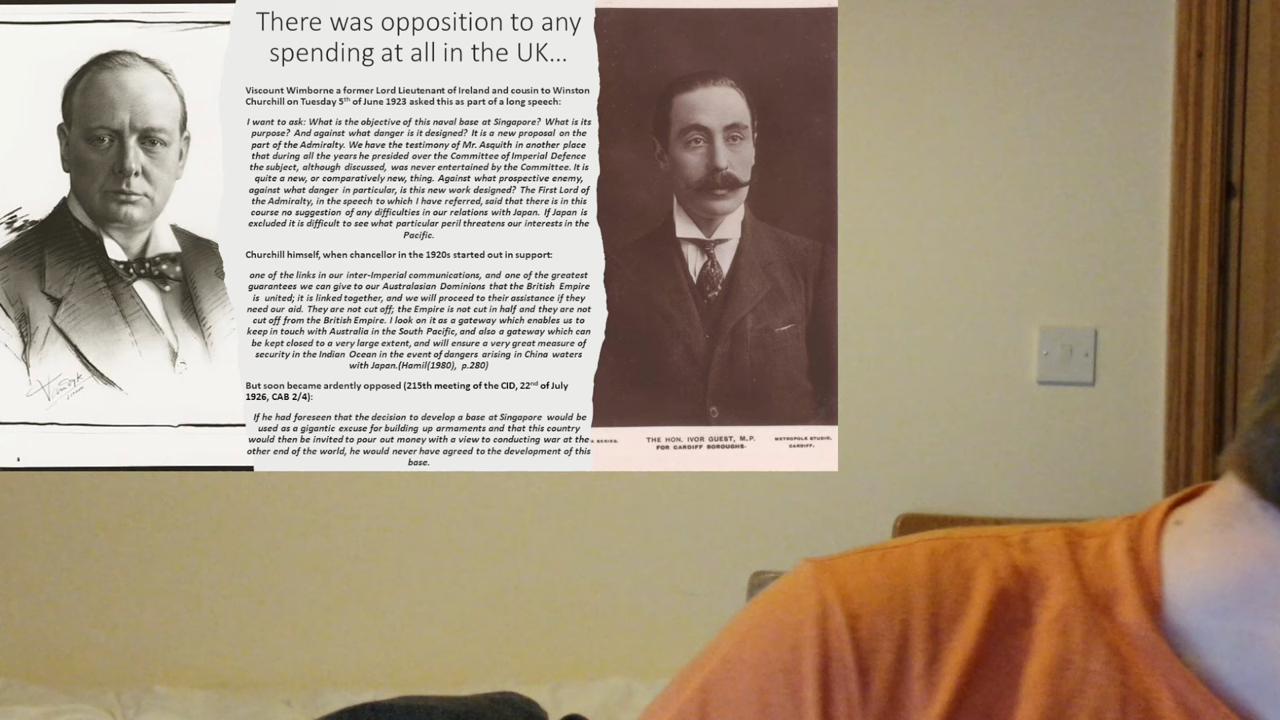 There was opposition to any
spending at all in the UK...
Viscount Wimborne a former Lord Lieutenant of Ireland and cousin to Winston
Churchill on Tuesday 5th of June 1923 asked this as part of a long speech:
I want to ask: What is the objective of this naval base at Singapore? What is its
purpose? And against what danger is it designed? It is a new proposal on the
part of the Admiralty. We have the testimony of Mr. Asquith in another place
that during all the years he presided over the Committee of Imperial Defence
the subject, although discussed, was never entertained by the Committee. It is
quite a new, or comparatively new, thing. Against what prospective enemy,
against what danger in particular, is this new work designed? The First Lord of
the Admiralty, in the speech to which I have referred, said that there is in this
course no suggestion of any difficulties in our relations with Japan. If Japan is
excluded it is difficult to see what particular peril threatens our interests in the
Pacific.
Churchill himself, when chancellor in the 1920s started out in support:
one of the links in our inter-Imperial communications, and one of the greatest
guarantees we can give to our Australasian Dominions that the British Empire
is united; it is linked together, and we will proceed to their assistance if they
need our aid. They are not cut off; the Empire is not cut in half and they are not
cut off from the British Empire. I look on it as a gateway which enables us to
keep in touch with Australia in the South Pacific, and also a gateway which can
be kept closed to a very large extent, and will ensure a very great measure of
security in the Indian Ocean in the event of dangers arising in China waters
with Japan.(Hamil(1980), p.280)
But soon became ardently opposed (215th meeting of the CID, 22nd of July
1926, CAB 2/4):
If he had foreseen that the decision to develop a base at Singapore would be
used as a gigantic excuse for building up armaments and that this country
would then be invited to pour out money with a view to conducting war at the
other end of the world, he would never have agreed to the development of this
base.
SERIES.
THE HON. IVOR GUEST, M.P.
FOR CARDIFF BOROUGHS.
METROPOLE STUDIO,
CARDIFF.